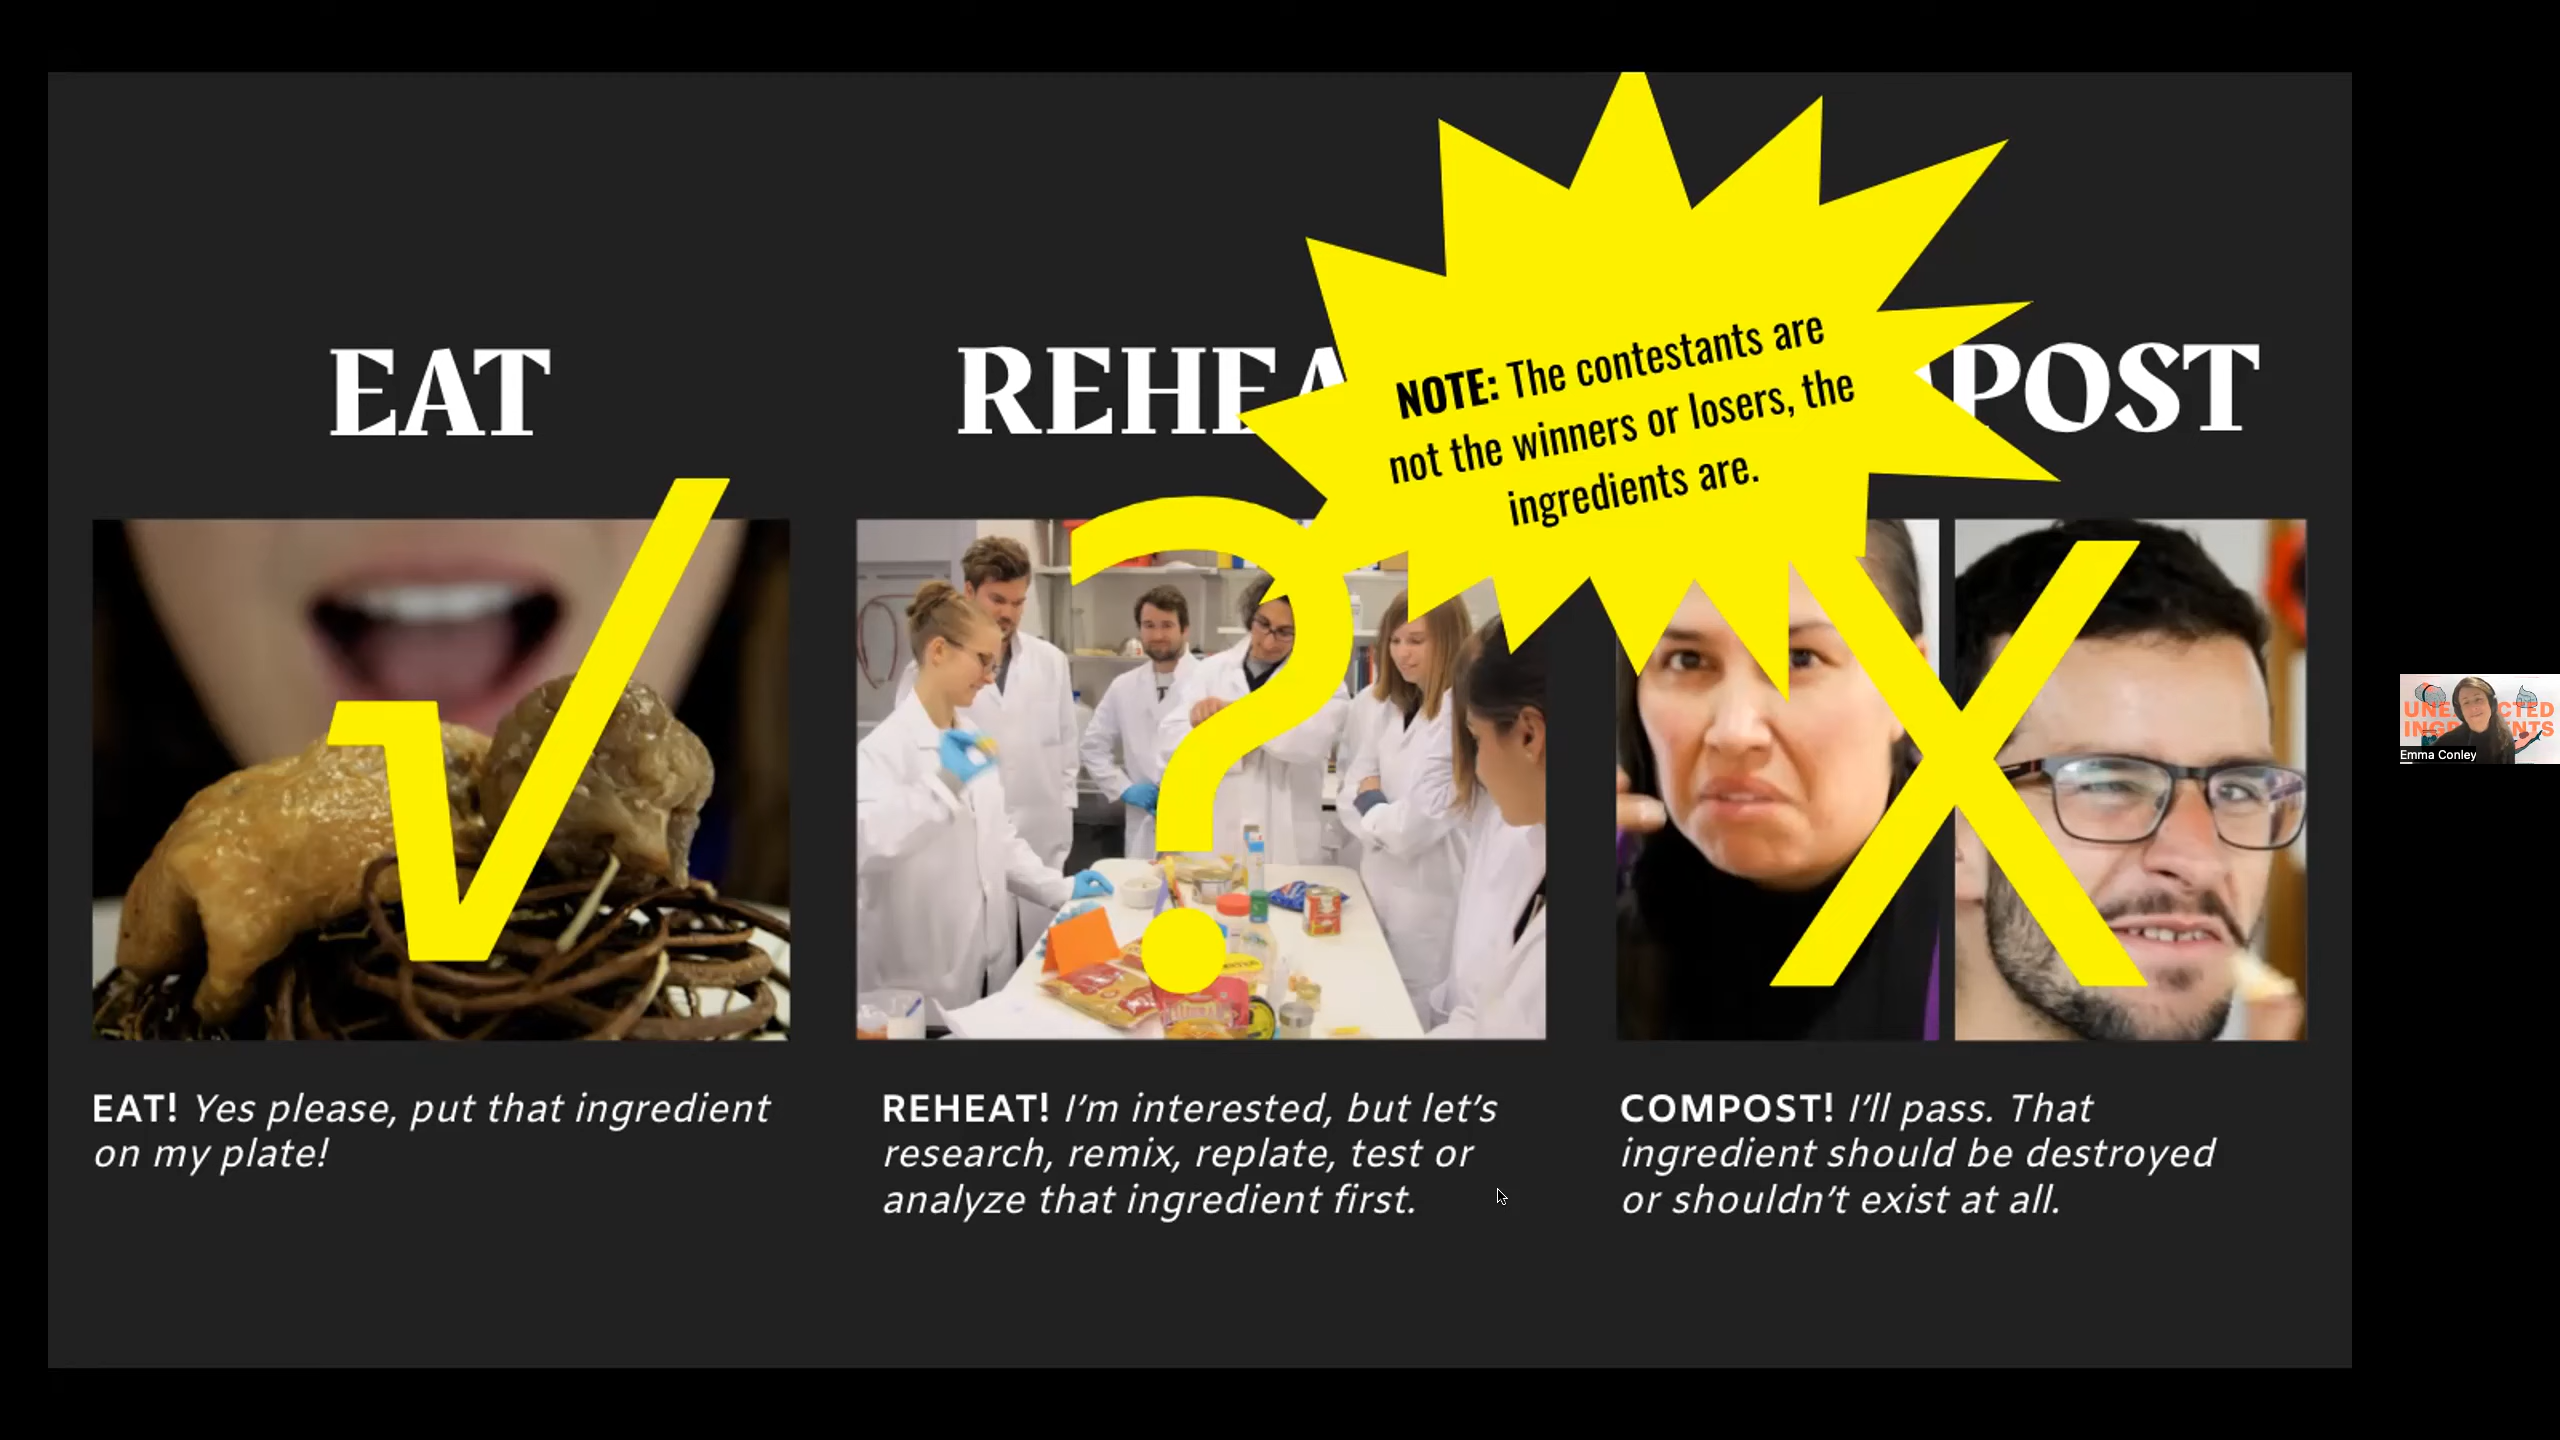 EAT
REHEA
POST
NOTE: The contestants are
not the winners or losers, the
ingredients are.
EAT! Yes please, put that ingredient
on my plate!
REHEAT! I’m interested, but let’s
research, remix, replate, test or
analyze that ingredient first.
COMPOST! I’ll pass. That
ingredient should be destroyed
or shouldn’t exist at all.
Emma Conley